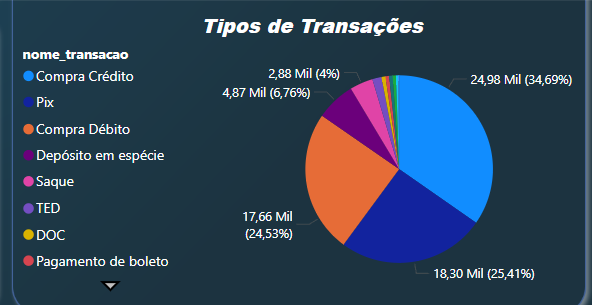 Tipos de Transações
nome_transacao
Compra Crédito
Pix
Compra Débito
Depósito em espécie
Saque
TED
DOC
Pagamento de boleto
2,88 Mil (4%)
4,87 Mil (6,76%)
24,98 Mil (34,69%)
17,66 Mil
(24,53%)
18,30 Mil (25,41%)